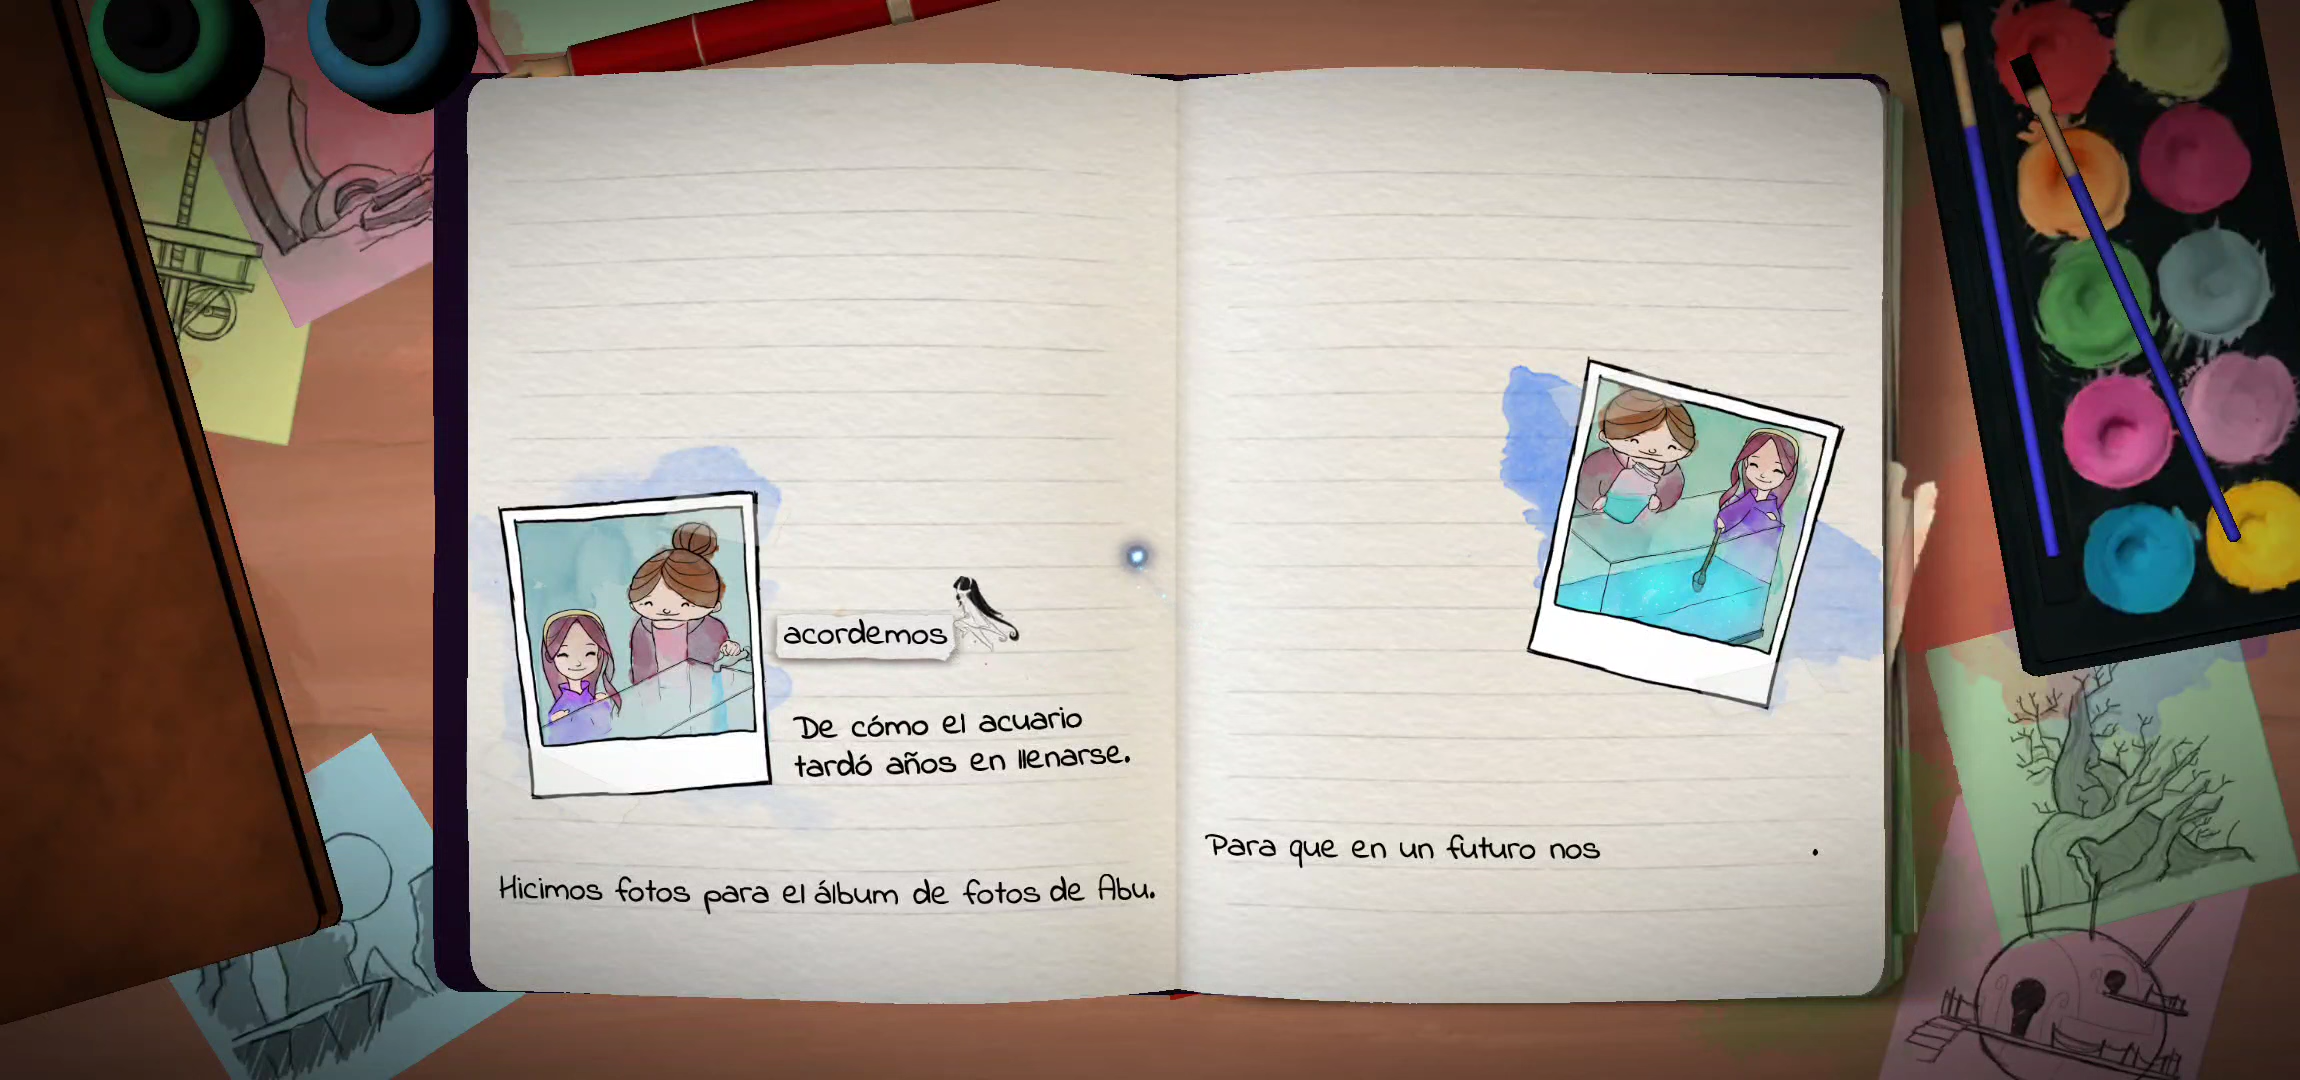 acordemos
De cómo el acuario
tardó años en llenarse.
Hicimos fotos para el álbum de fotos de Abu.
Para que en un futuro nos .